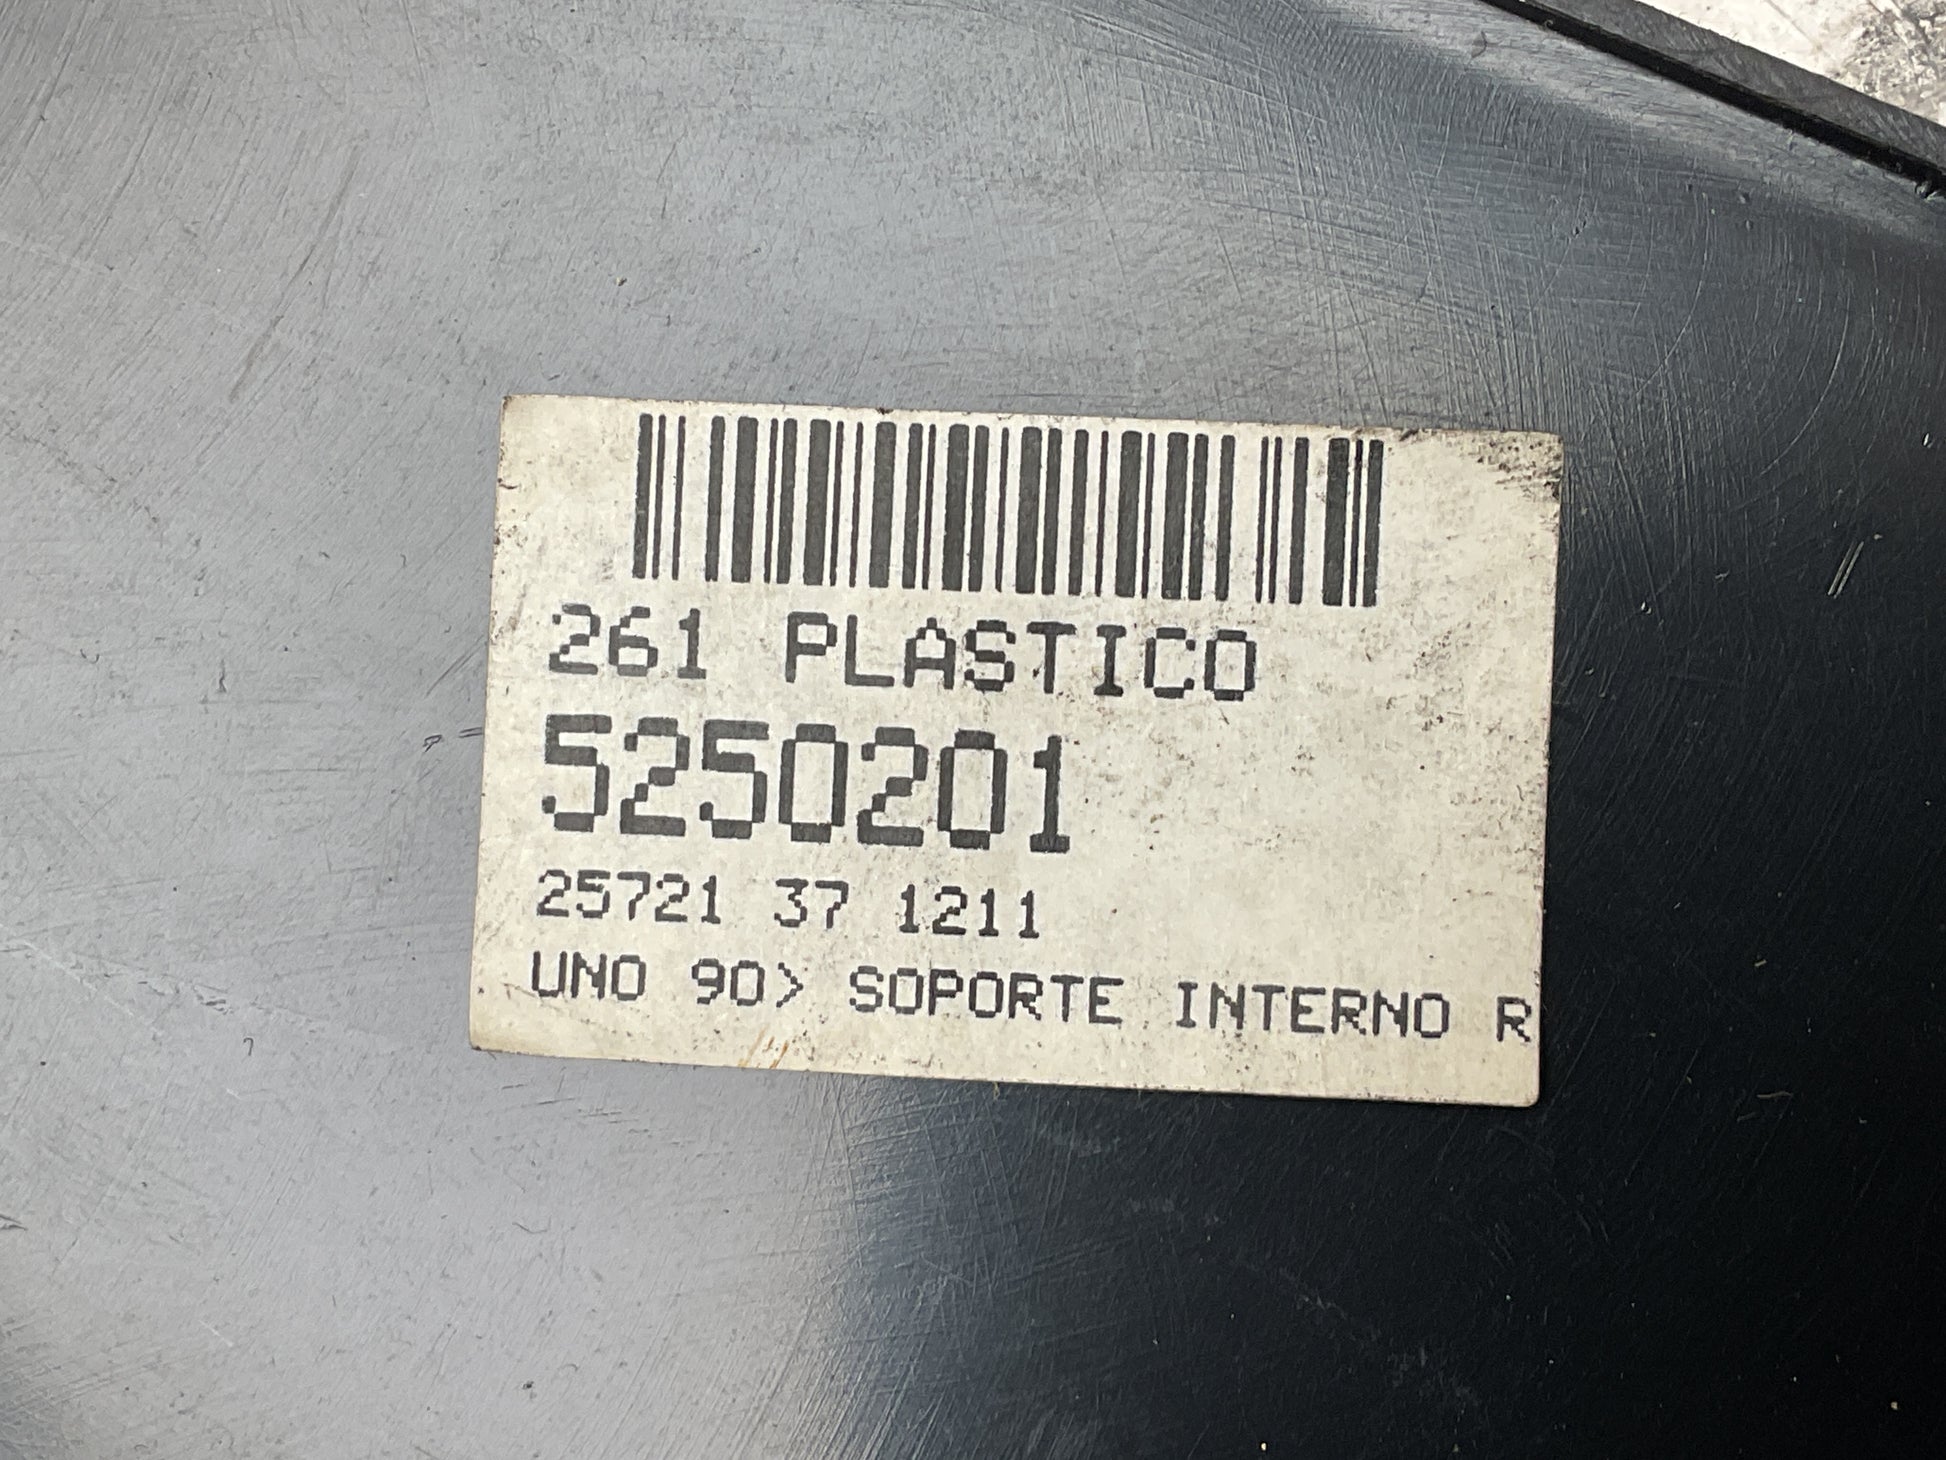 261 PLASTICO
5250201
25721 37 1211
UNO 90> SOPORTE INTERNO R